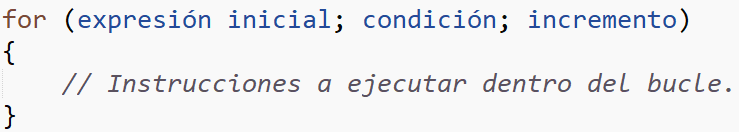 for (expresión inicial; condición; incremento)
{
// Instrucciones a ejecutar dentro del bucle.
}